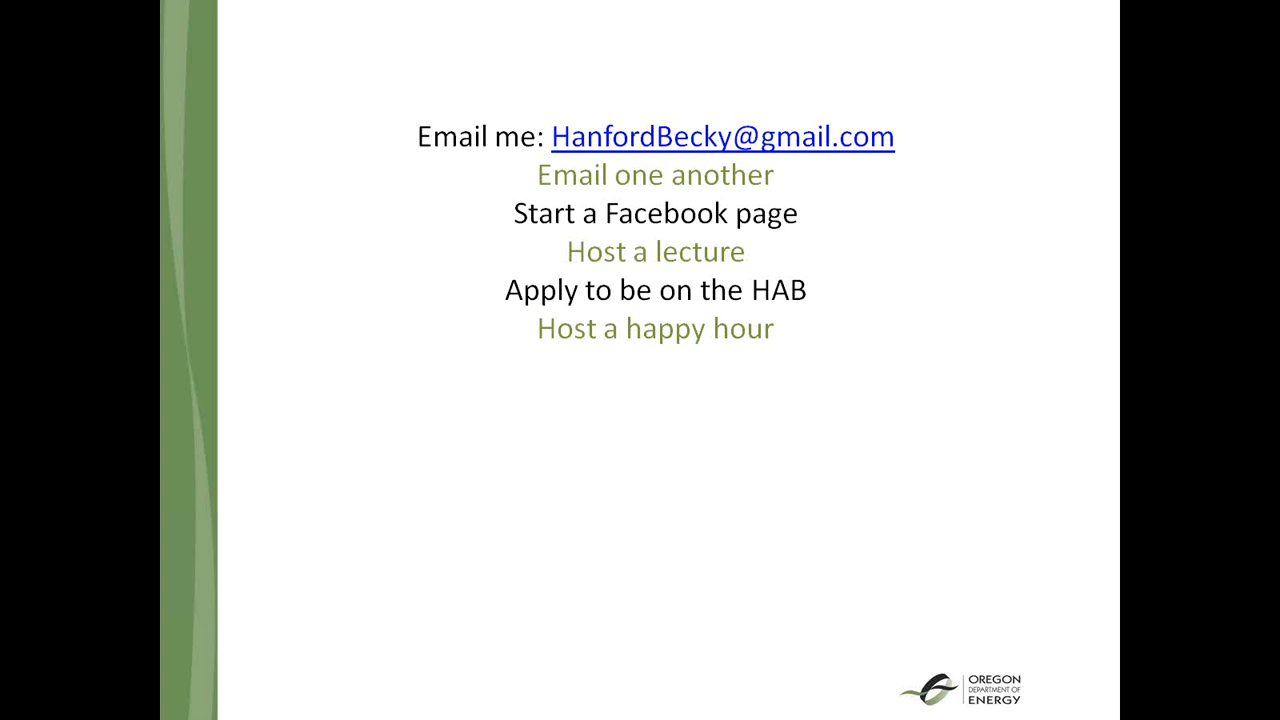 Email me: HanfordBecky@gmail.com
Email one another
Start a Facebook page
Host a lecture
Apply to be on the HAB
Host a happy hour
OREGON
DEPARTMENT OF
ENERGY